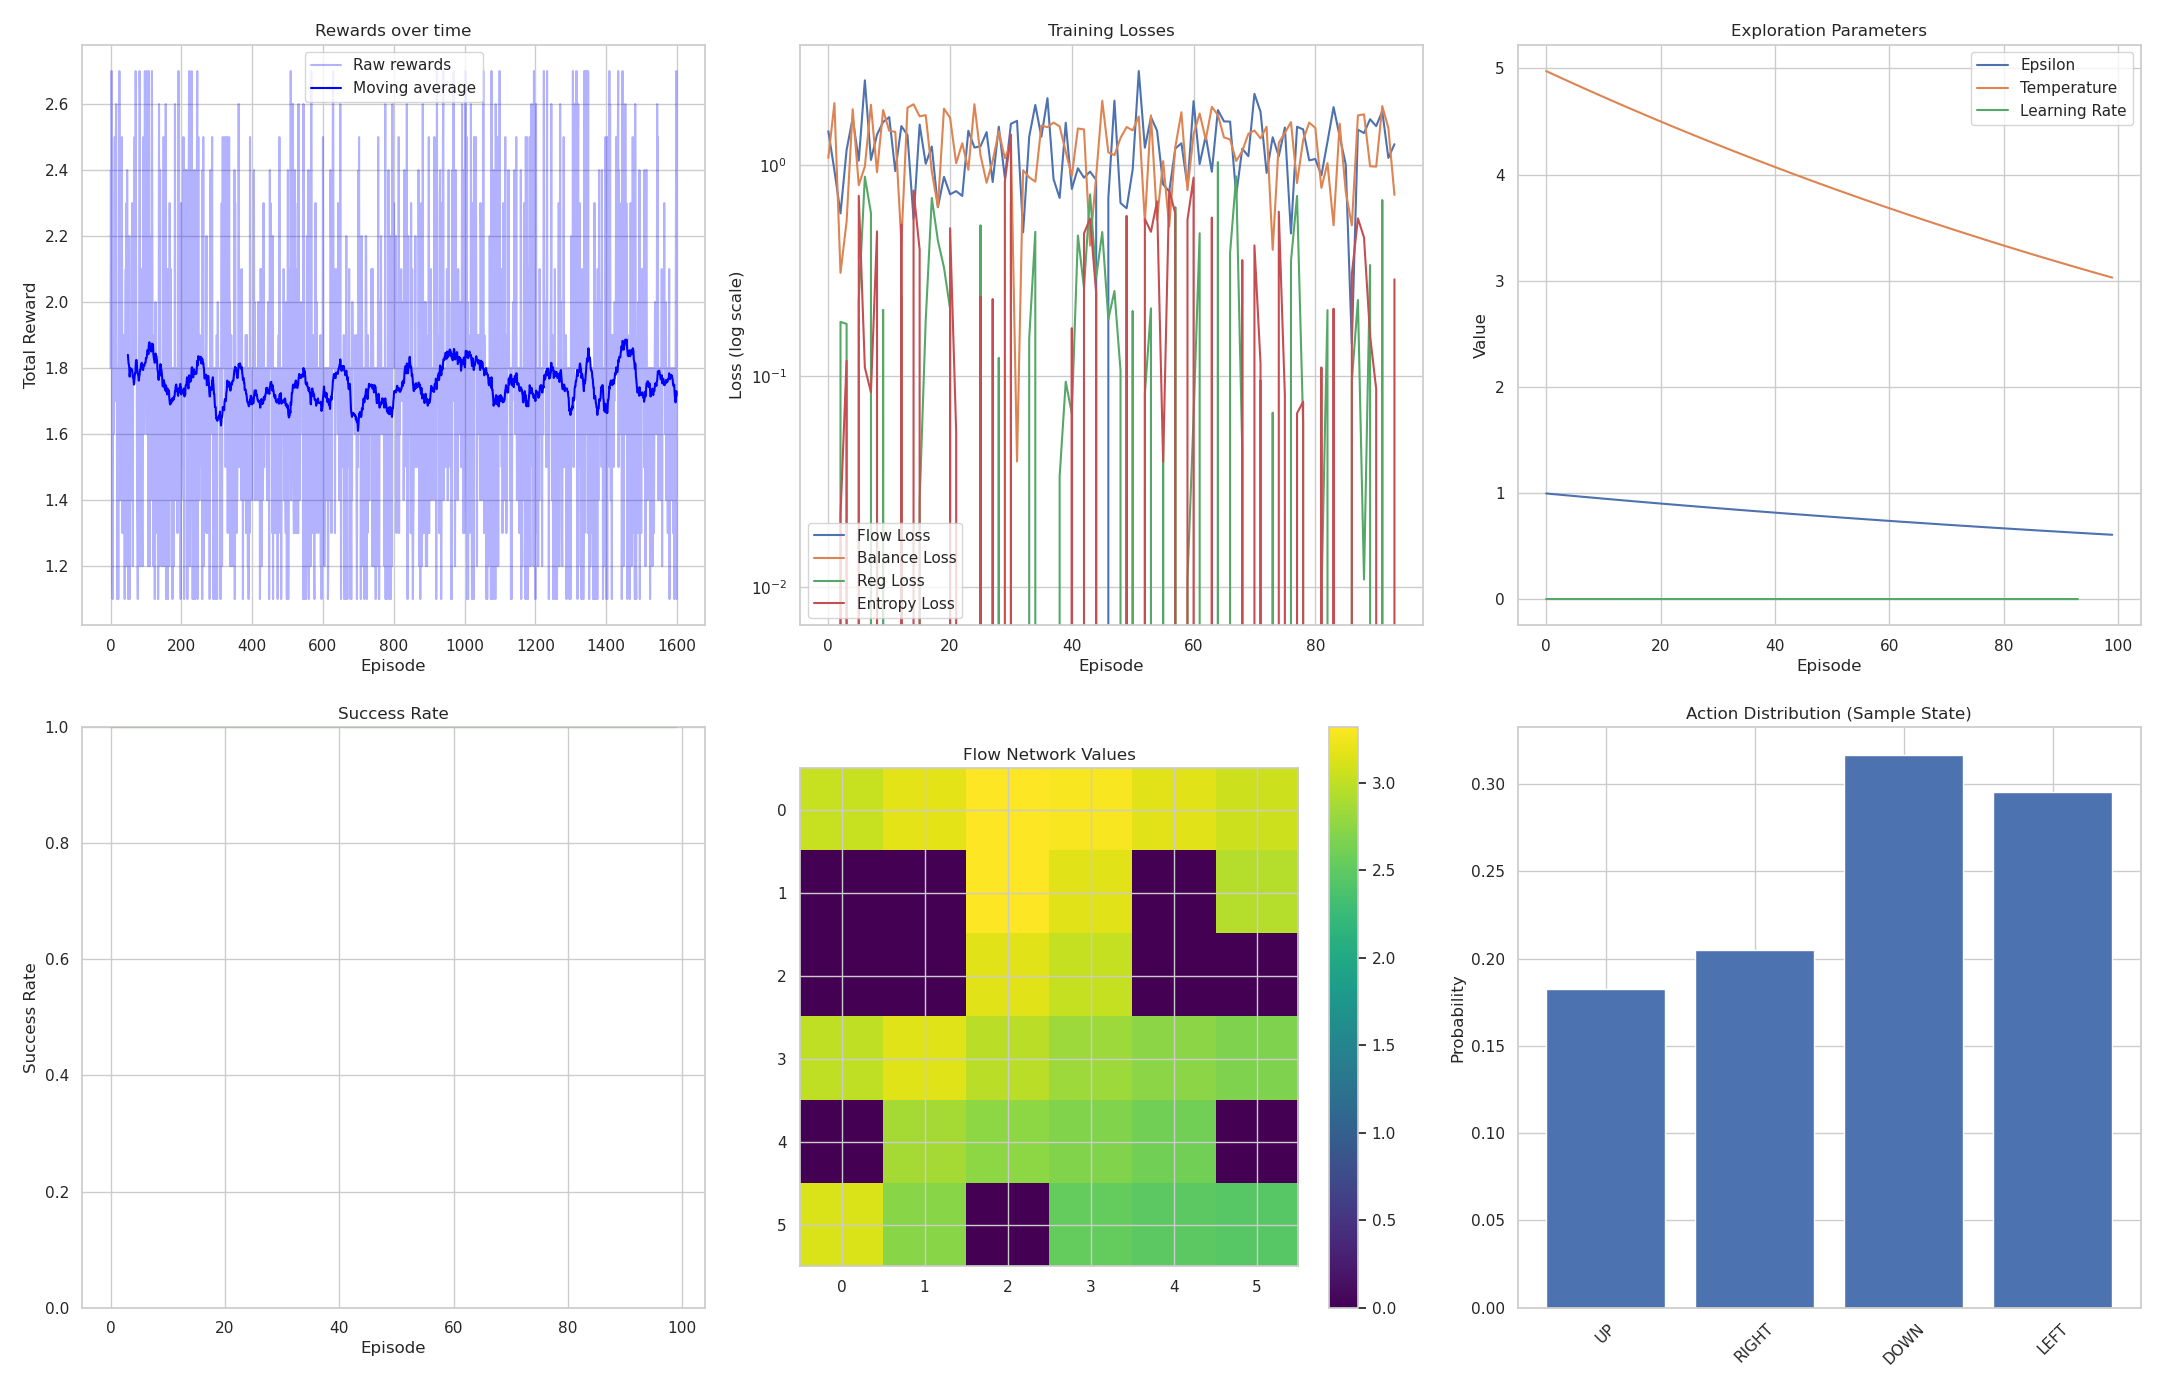 Rewards over time
Raw rewards
Moving average
2.6
2.4
2.2
2.0
1.8
1.6
1.4
1.2
Total Reward
0 200 400 600 800 1000 1200 1400 1600
Episode
Training Losses
10⁰
10⁻¹
10⁻²
Loss (log scale)
Flow Loss
Balance Loss
Reg Loss
Entropy Loss
0 20 40 60 80
Episode
Exploration Parameters
Epsilon
Temperature
Learning Rate
5
4
3
2
1
0
Value
0 20 40 60 80 100
Episode
Success Rate
1.0
0.8
0.6
0.4
0.2
0.0
Success Rate
0 20 40 60 80 100
Episode
Flow Network Values
0
1
2
3
4
5
0 1 2 3 4 5
3.0
2.5
2.0
1.5
1.0
0.5
0.0
Action Distribution (Sample State)
0.30
0.25
0.20
0.15
0.10
0.05
0.00
Probability
UP RIGHT DOWN LEFT